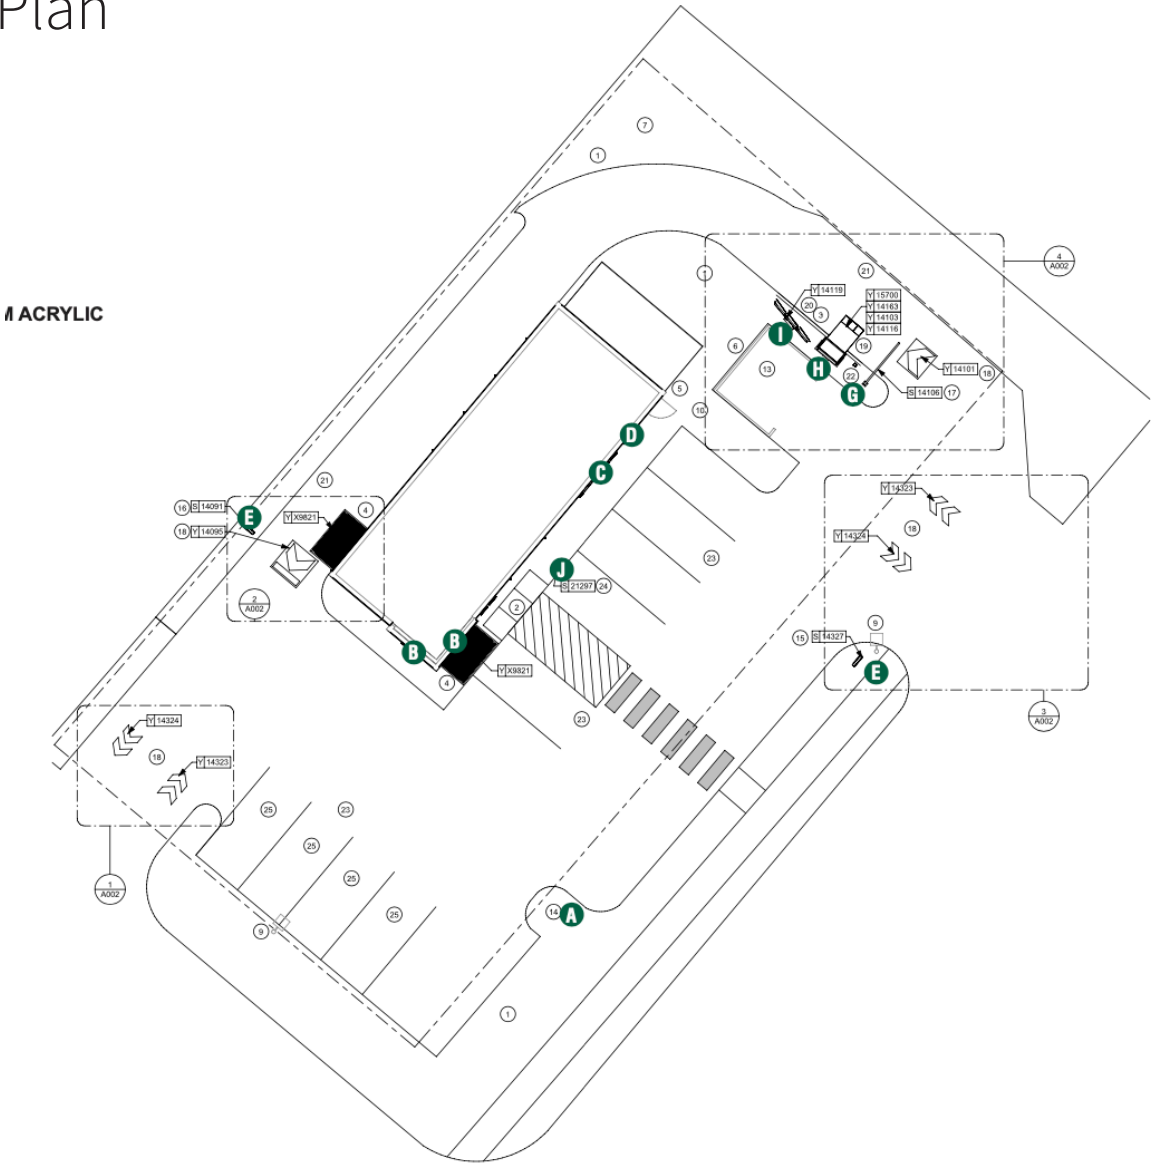 Plan
M ACRYLIC
7
1
4
A002
21
1
Y 14119
20
3
Y 15700
Y 14163
Y 14103
Y 14116
I
6
19
H
13
22
Y 14101
18
G
S 14106
17
5
10
D
C
21
Y 14323
16
S 14091
E
4
Y X9821
18
Y 14095
18
Y 14324
23
J
S 21297
24
2
A002
2
9
15
S 14327
B
B
E
Y X9821
4
3
A002
23
Y 14324
18
Y 14323
25
23
25
25
1
A002
25
14
A
9
1